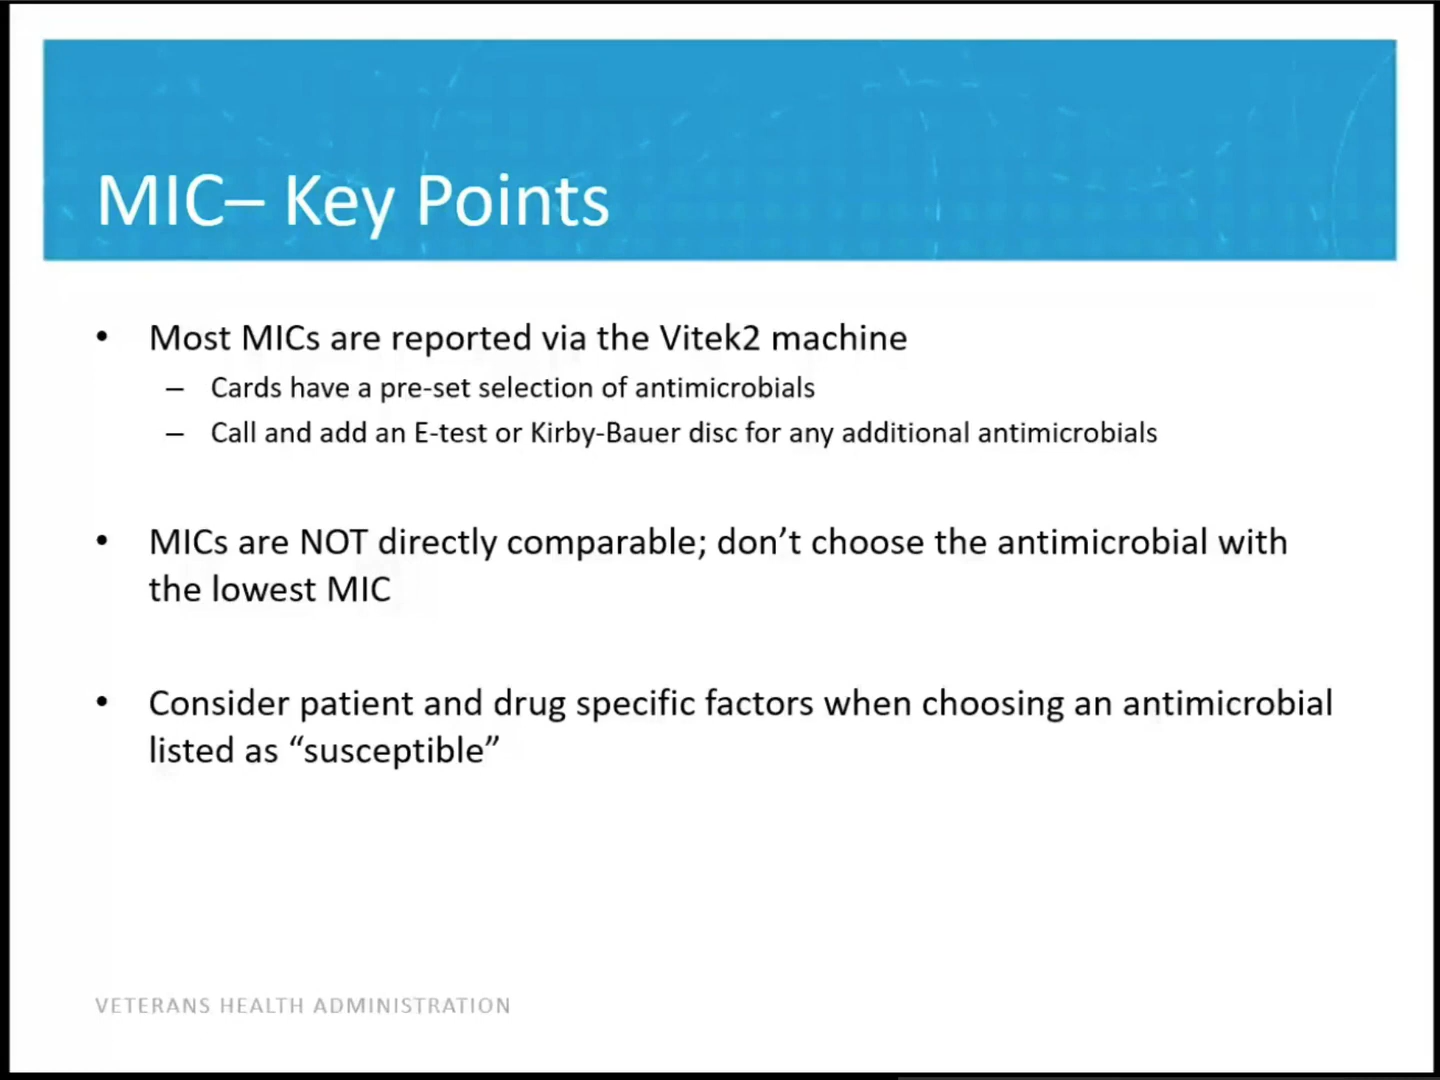 MIC– Key Points
• Most MICs are reported via the Vitek2 machine
– Cards have a pre-set selection of antimicrobials
– Call and add an E-test or Kirby-Bauer disc for any additional antimicrobials
• MICs are NOT directly comparable; don’t choose the antimicrobial with
the lowest MIC
• Consider patient and drug specific factors when choosing an antimicrobial
listed as “susceptible”
VETERANS HEALTH ADMINISTRATION